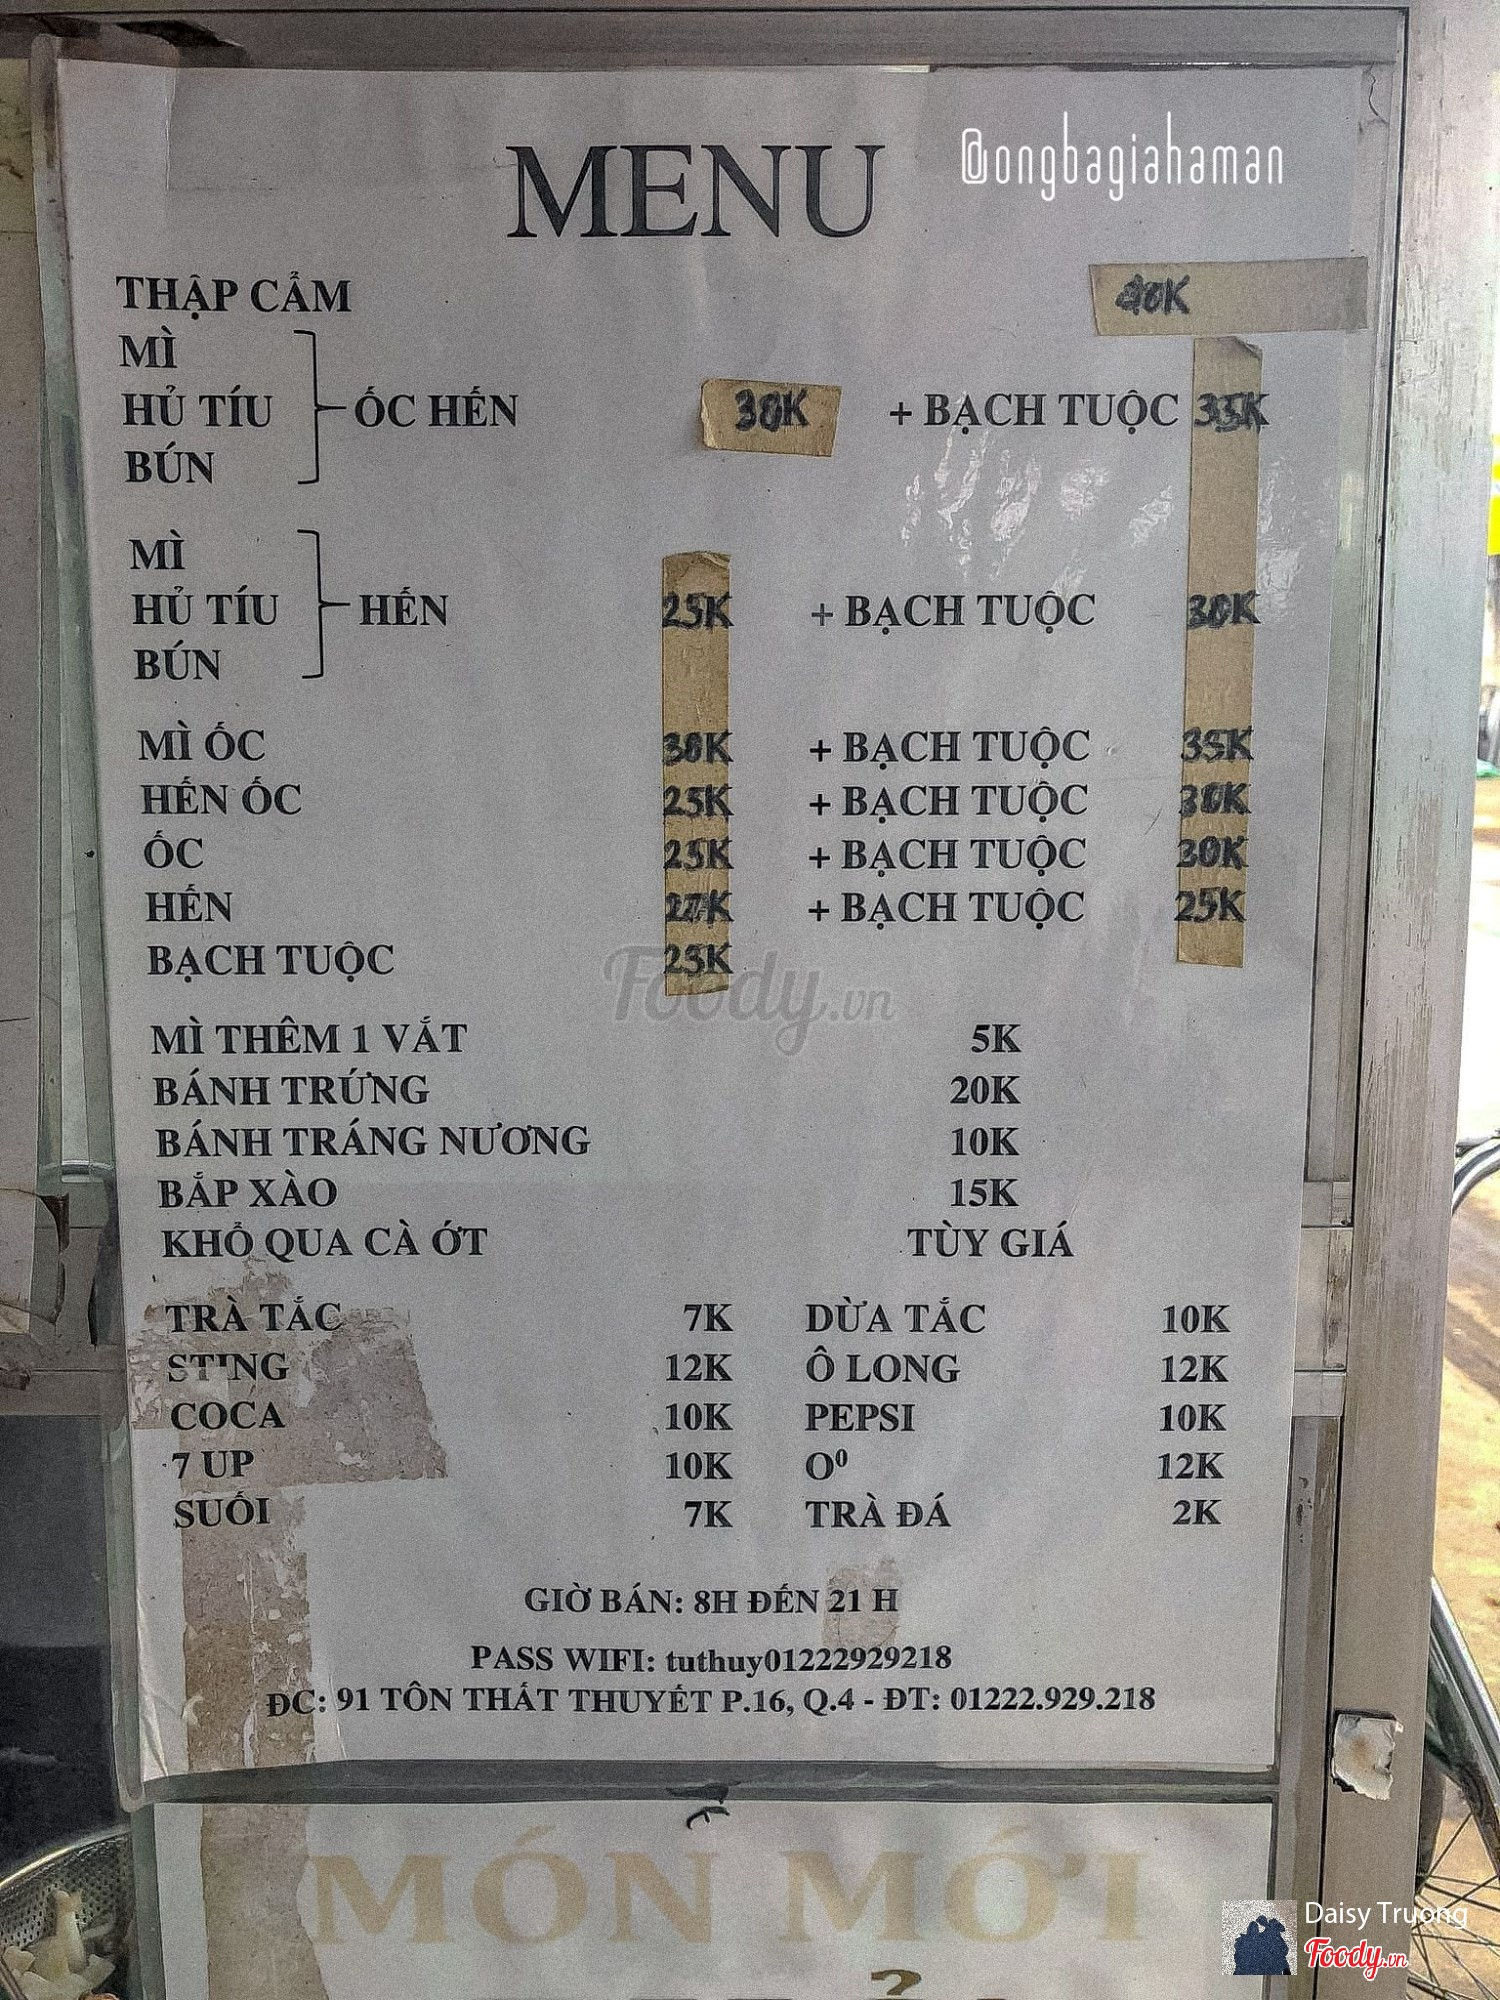 MENU
@ongbagiahaman
THẬP CẨM 40K
MÌ
HỦ TÍU ỐC HẾN 30K + BẠCH TUỘC 35K
BÚN
MÌ
HỦ TÍU HẾN 25K + BẠCH TUỘC 30K
BÚN
MÌ ỐC 30K + BẠCH TUỘC 35K
HẾN ỐC 25K + BẠCH TUỘC 30K
ỐC 25K + BẠCH TUỘC 30K
HẾN + BẠCH TUỘC 25K
BẠCH TUỘC 25K
MÌ THÊM 1 VẮT 5K
BÁNH TRỨNG 20K
BÁNH TRÁNG NƯƠNG 10K
BẮP XÀO 15K
KHỔ QUA CÀ ỚT TÙY GIÁ
TRÀ TẮC 7K DỪA TẮC 10K
STING 12K Ô LONG 12K
COCA 10K PEPSI 10K
7 UP 10K O⁰ 12K
SUỐI 7K TRÀ ĐÁ 2K
GIỜ BÁN: 8H ĐẾN 21 H
PASS WIFI: tuthuy01222929218
ĐC: 91 TÔN THẤT THUYẾT P.16, Q.4 - ĐT: 01222.929.218
MÓN MỚI
Foody.vn
Daisy Truong
Foody.vn